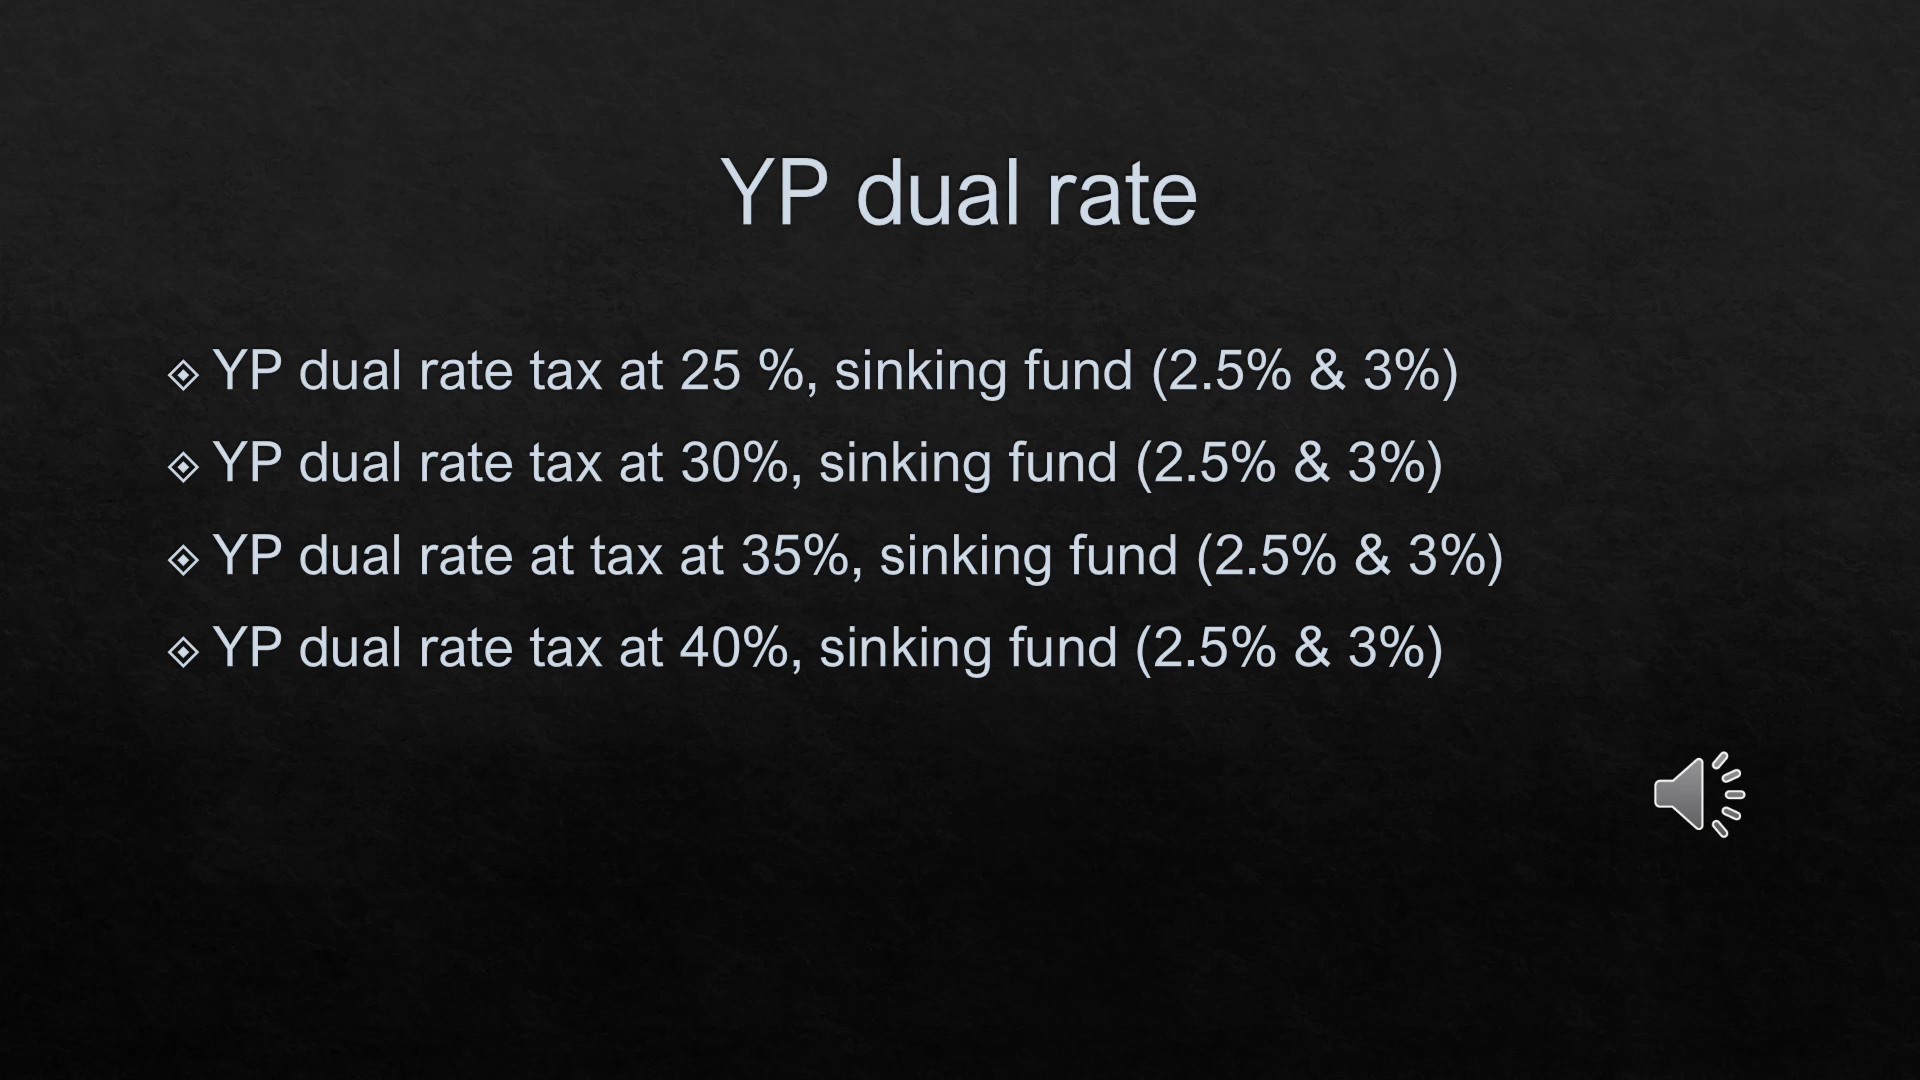 YP dual rate
YP dual rate tax at 25 %, sinking fund (2.5% & 3%)
YP dual rate tax at 30%, sinking fund (2.5% & 3%)
YP dual rate at tax at 35%, sinking fund (2.5% & 3%)
YP dual rate tax at 40%, sinking fund (2.5% & 3%)